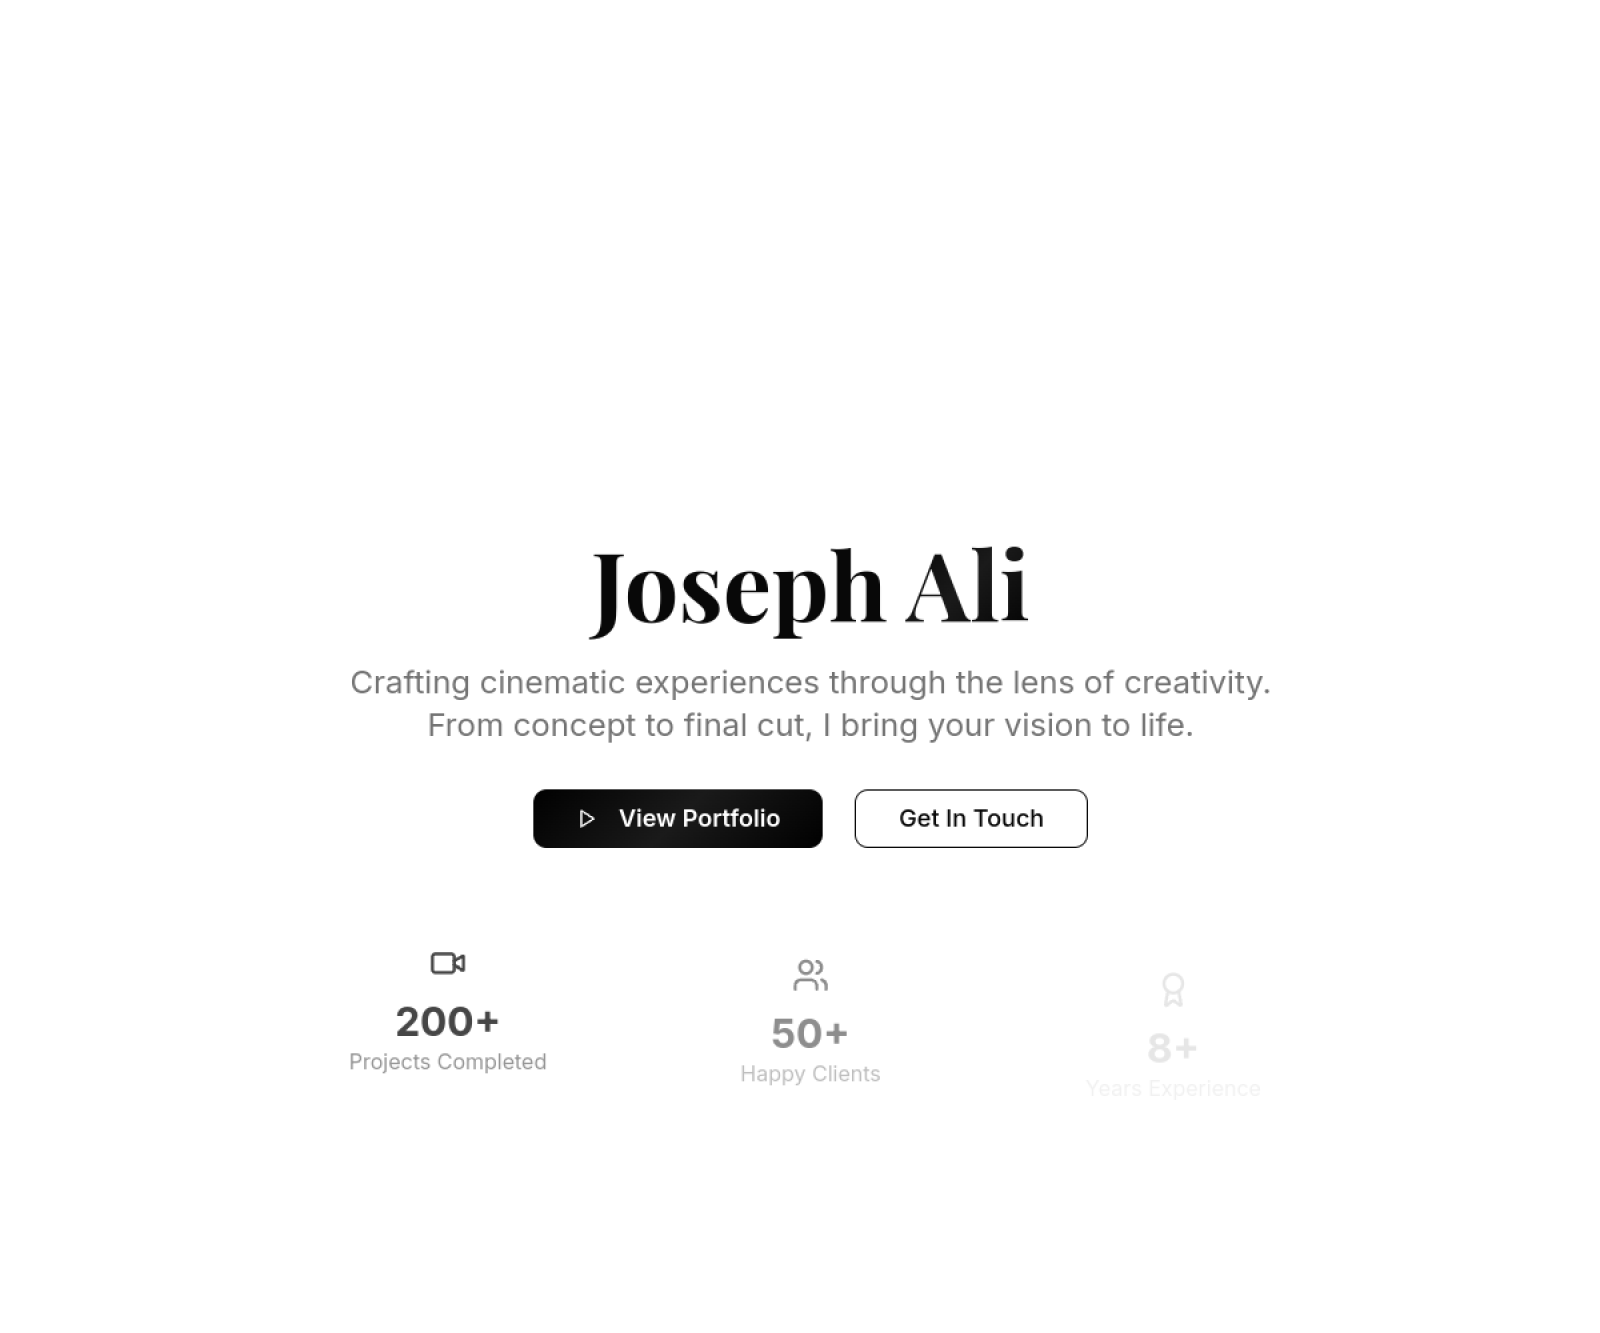 Joseph Ali
Crafting cinematic experiences through the lens of creativity.
From concept to final cut, I bring your vision to life.
View Portfolio
Get In Touch
200+
Projects Completed
50+
Happy Clients
8+
Years Experience